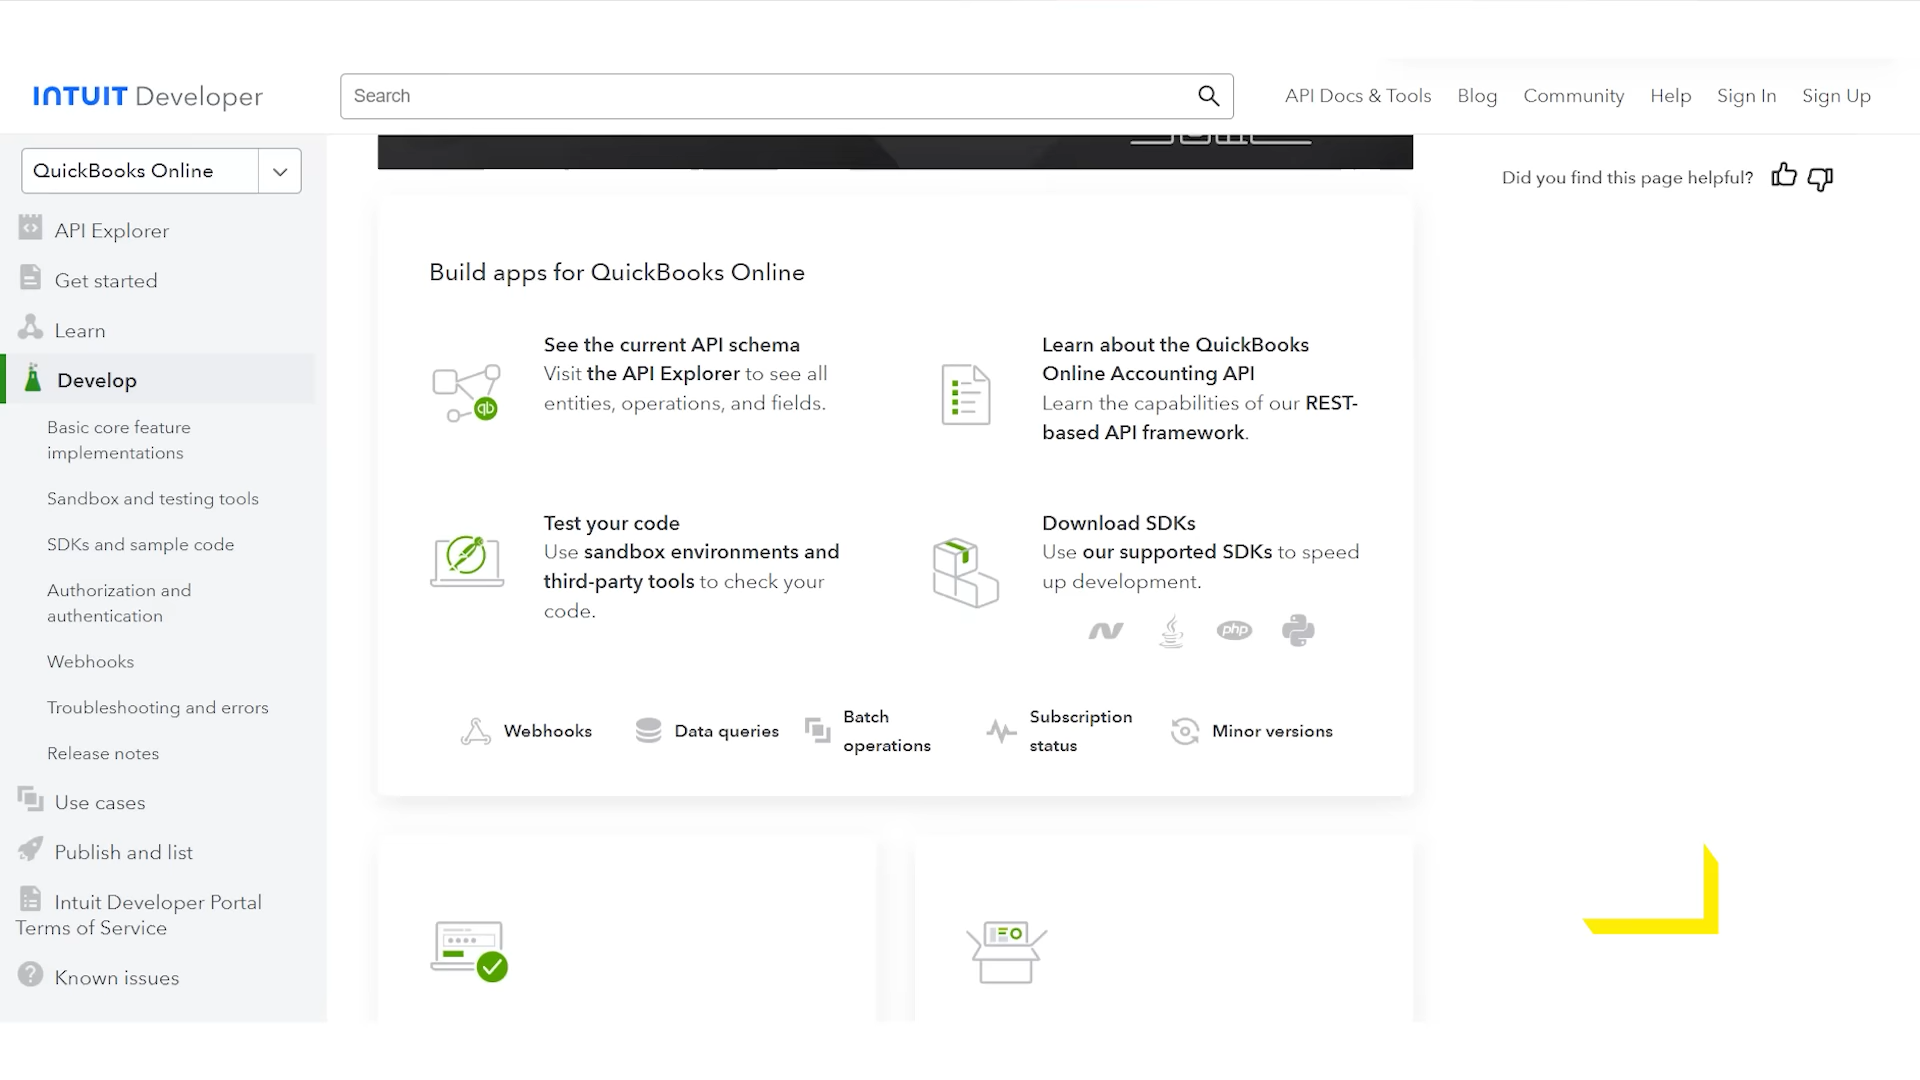 INTUIT Developer
Search
API Docs & Tools
Blog
Community
Help
Sign In
Sign Up
QuickBooks Online
API Explorer
Get started
Learn
Develop
Basic core feature
implementations
Sandbox and testing tools
SDKs and sample code
Authorization and
authentication
Webhooks
Troubleshooting and errors
Release notes
Use cases
Publish and list
Intuit Developer Portal
Terms of Service
Known issues
Build apps for QuickBooks Online
See the current API schema
Visit the API Explorer to see all
entities, operations, and fields.
qb
Learn about the QuickBooks
Online Accounting API
Learn the capabilities of our REST-
based API framework.
Test your code
Use sandbox environments and
third-party tools to check your
code.
Download SDKs
Use our supported SDKs to speed
up development.
php
Webhooks
Data queries
Batch
operations
Subscription
status
Minor versions
Did you find this page helpful?